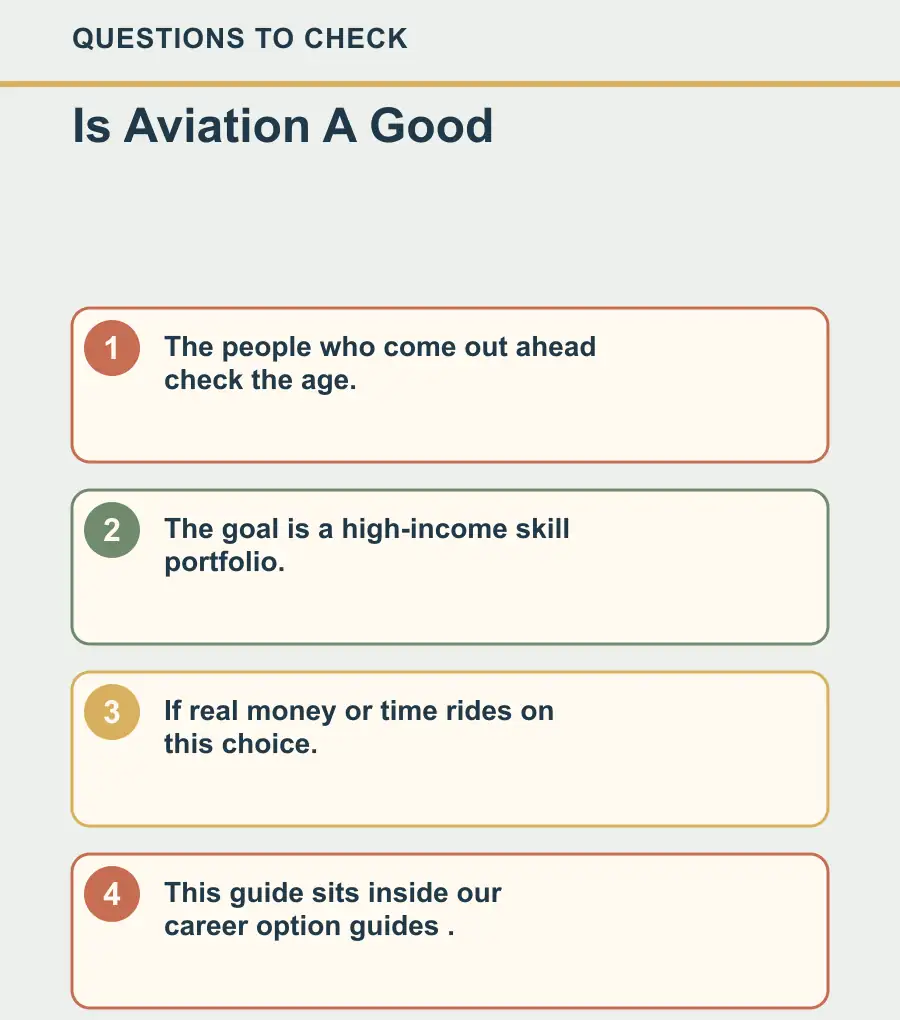 QUESTIONS TO CHECK
Is Aviation A Good
1
The people who come out ahead
check the age.
2
The goal is a high-income skill
portfolio.
3
If real money or time rides on
this choice.
4
This guide sits inside our
career option guides .